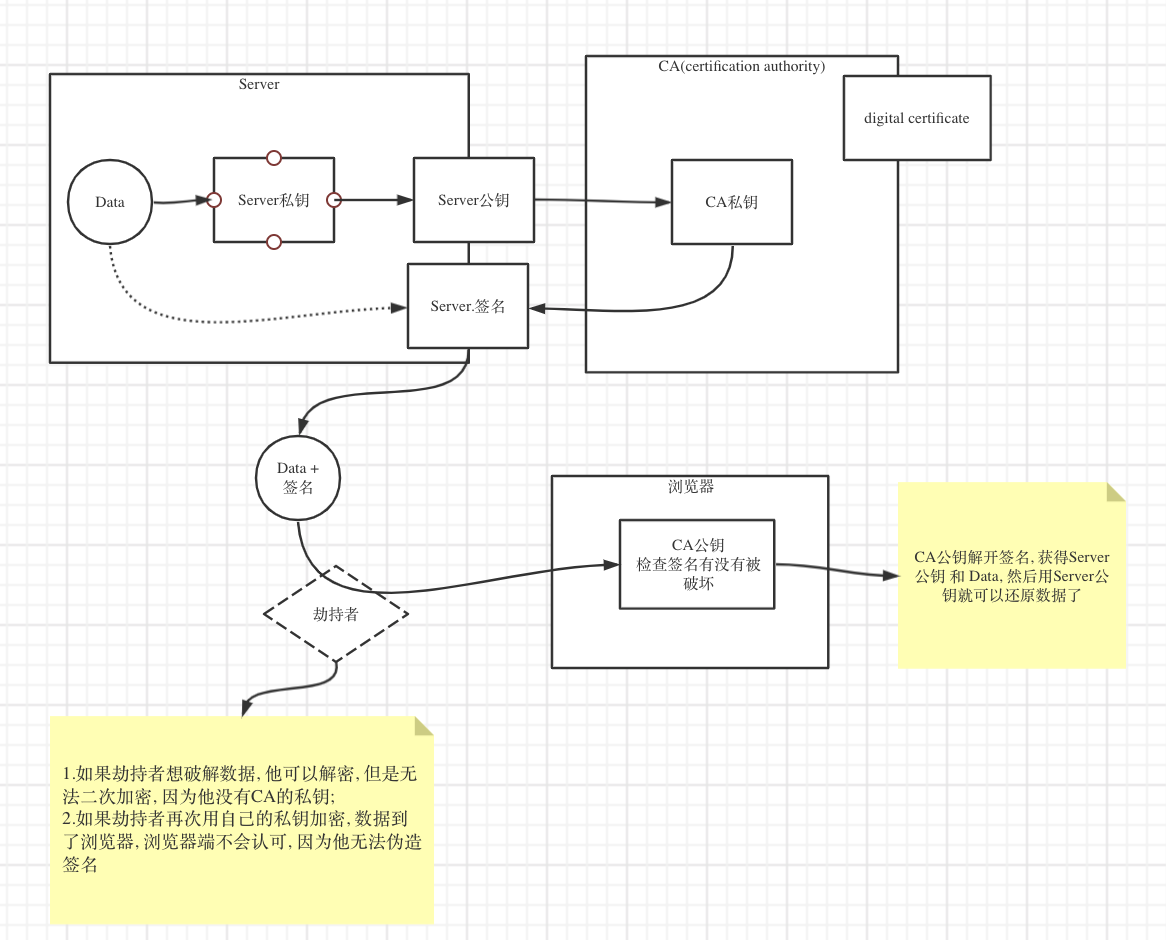 Server
CA(certification authority)
digital certificate
Data
Server私钥
Server公钥
CA私钥
Server.签名
Data +
签名
浏览器
CA公钥
检查签名有没有被
破坏
CA公钥解开签名, 获得Server
公钥 和 Data, 然后用Server公
钥就可以还原数据了
劫持者
1.如果劫持者想破解数据, 他可以解密, 但是无
法二次加密, 因为他没有CA的私钥;
2.如果劫持者再次用自己的私钥加密, 数据到
了浏览器, 浏览器端不会认可, 因为他无法伪造
签名